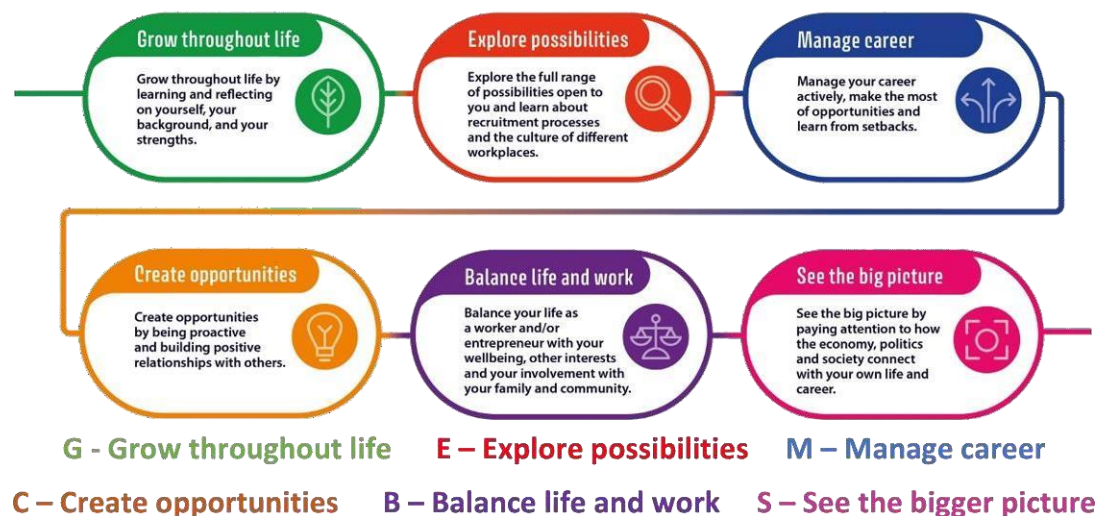 Grow throughout life
Grow throughout life by
learning and reflecting
on yourself, your
background, and your
strengths.
Explore possibilities
Explore the full range
of possibilities open to
you and learn about
recruitment processes
and the culture of different
workplaces.
Manage career
Manage your career
actively, make the most
of opportunities and
learn from setbacks.
Create opportunities
Create opportunities
by being proactive
and building positive
relationships with others.
Balance life and work
Balance your life as
a worker and/or
entrepreneur with your
wellbeing, other interests
and your involvement with
your family and community.
See the big picture
See the big picture by
paying attention to how
the economy, politics
and society connect
with your own life and
career.
G - Grow throughout life
E – Explore possibilities
M – Manage career
C – Create opportunities
B – Balance life and work
S – See the bigger picture